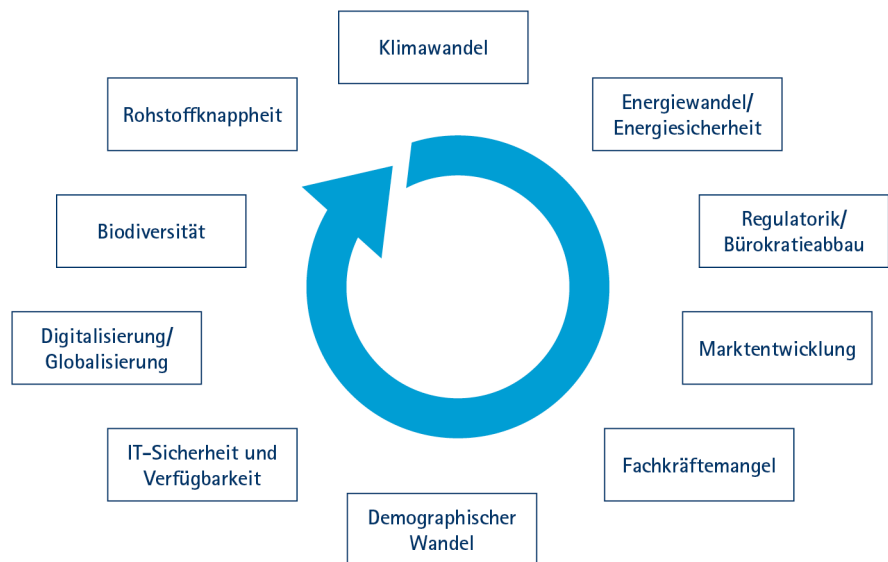 Klimawandel
Rohstoffknappheit
Energiewandel/
Energiesicherheit
Biodiversität
Regulatorik/
Bürokratieabbau
Digitalisierung/
Globalisierung
Marktentwicklung
IT-Sicherheit und
Verfügbarkeit
Fachkräftemangel
Demographischer
Wandel